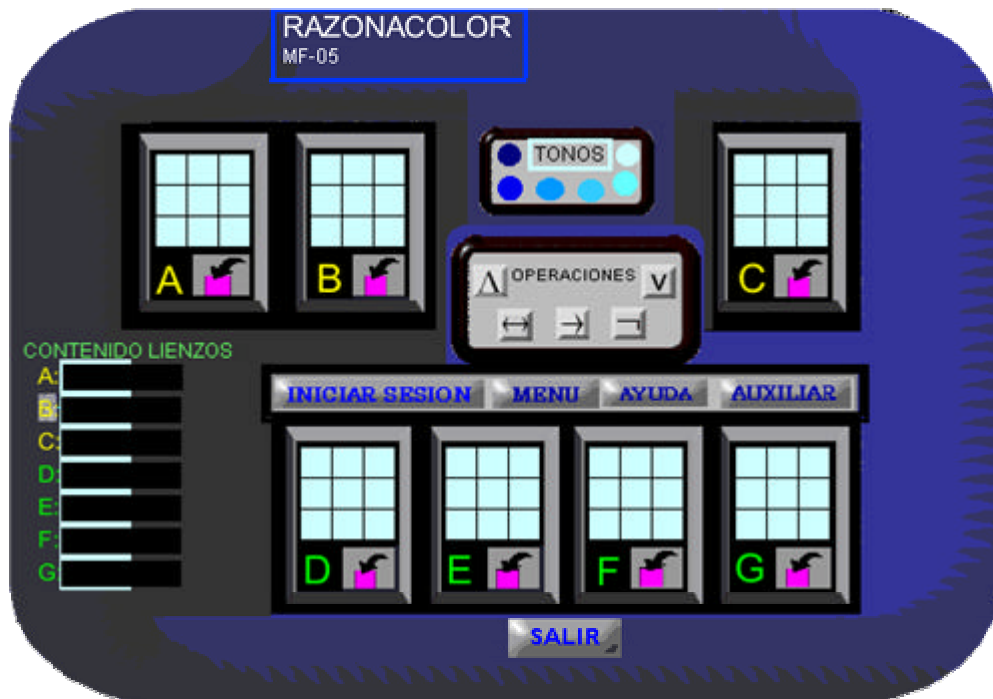 RAZONACOLOR
MF-05
TONOS
A
B
C
Λ OPERACIONES V
↔ → ¬
CONTENIDO LIENZOS
A:
B:
C:
D:
E:
F:
G:
INICIAR SESION MENU AYUDA AUXILIAR
D
E
F
G
SALIR